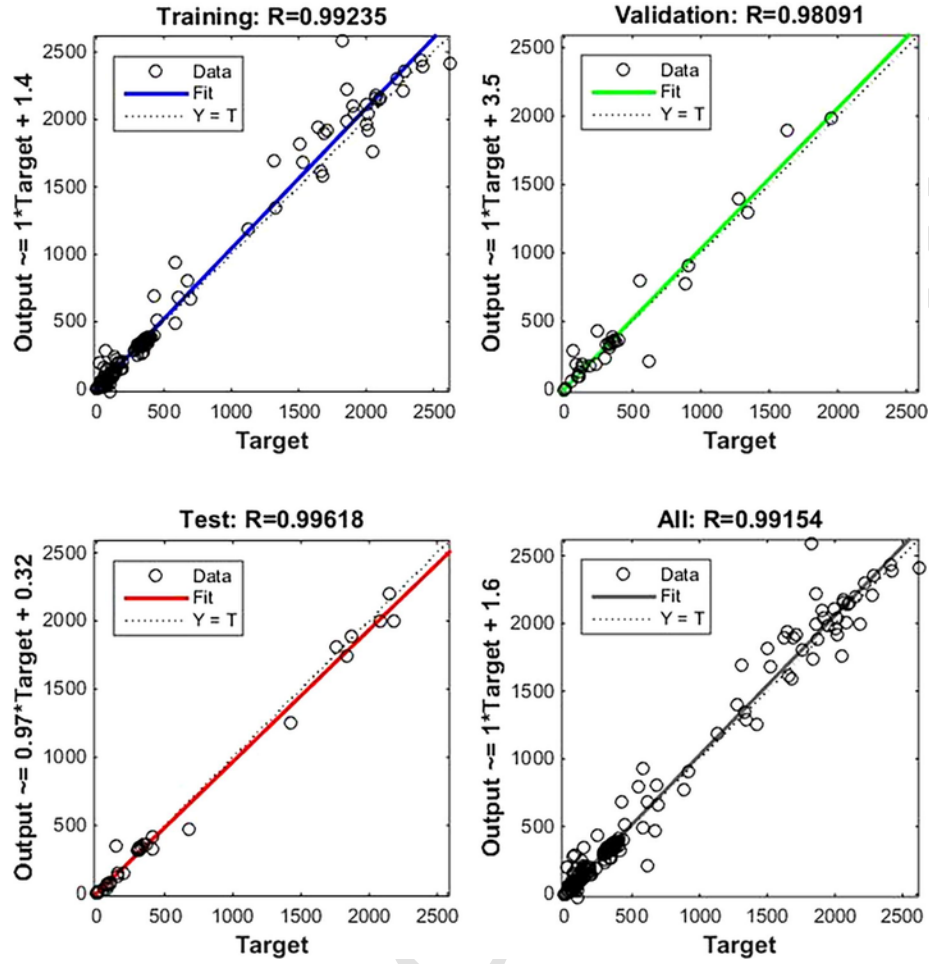 Training: R=0.99235
Output ~= 1*Target + 1.4
2500
2000
1500
1000
500
0
Data
Fit
Y = T
0 500 1000 1500 2000 2500
Target
Validation: R=0.98091
Output ~= 1*Target + 3.5
2500
2000
1500
1000
500
0
Data
Fit
Y = T
0 500 1000 1500 2000 2500
Target
Test: R=0.99618
Output ~= 0.97*Target + 0.32
2500
2000
1500
1000
500
0
Data
Fit
Y = T
0 500 1000 1500 2000 2500
Target
All: R=0.99154
Output ~= 1*Target + 1.6
2500
2000
1500
1000
500
0
Data
Fit
Y = T
0 500 1000 1500 2000 2500
Target